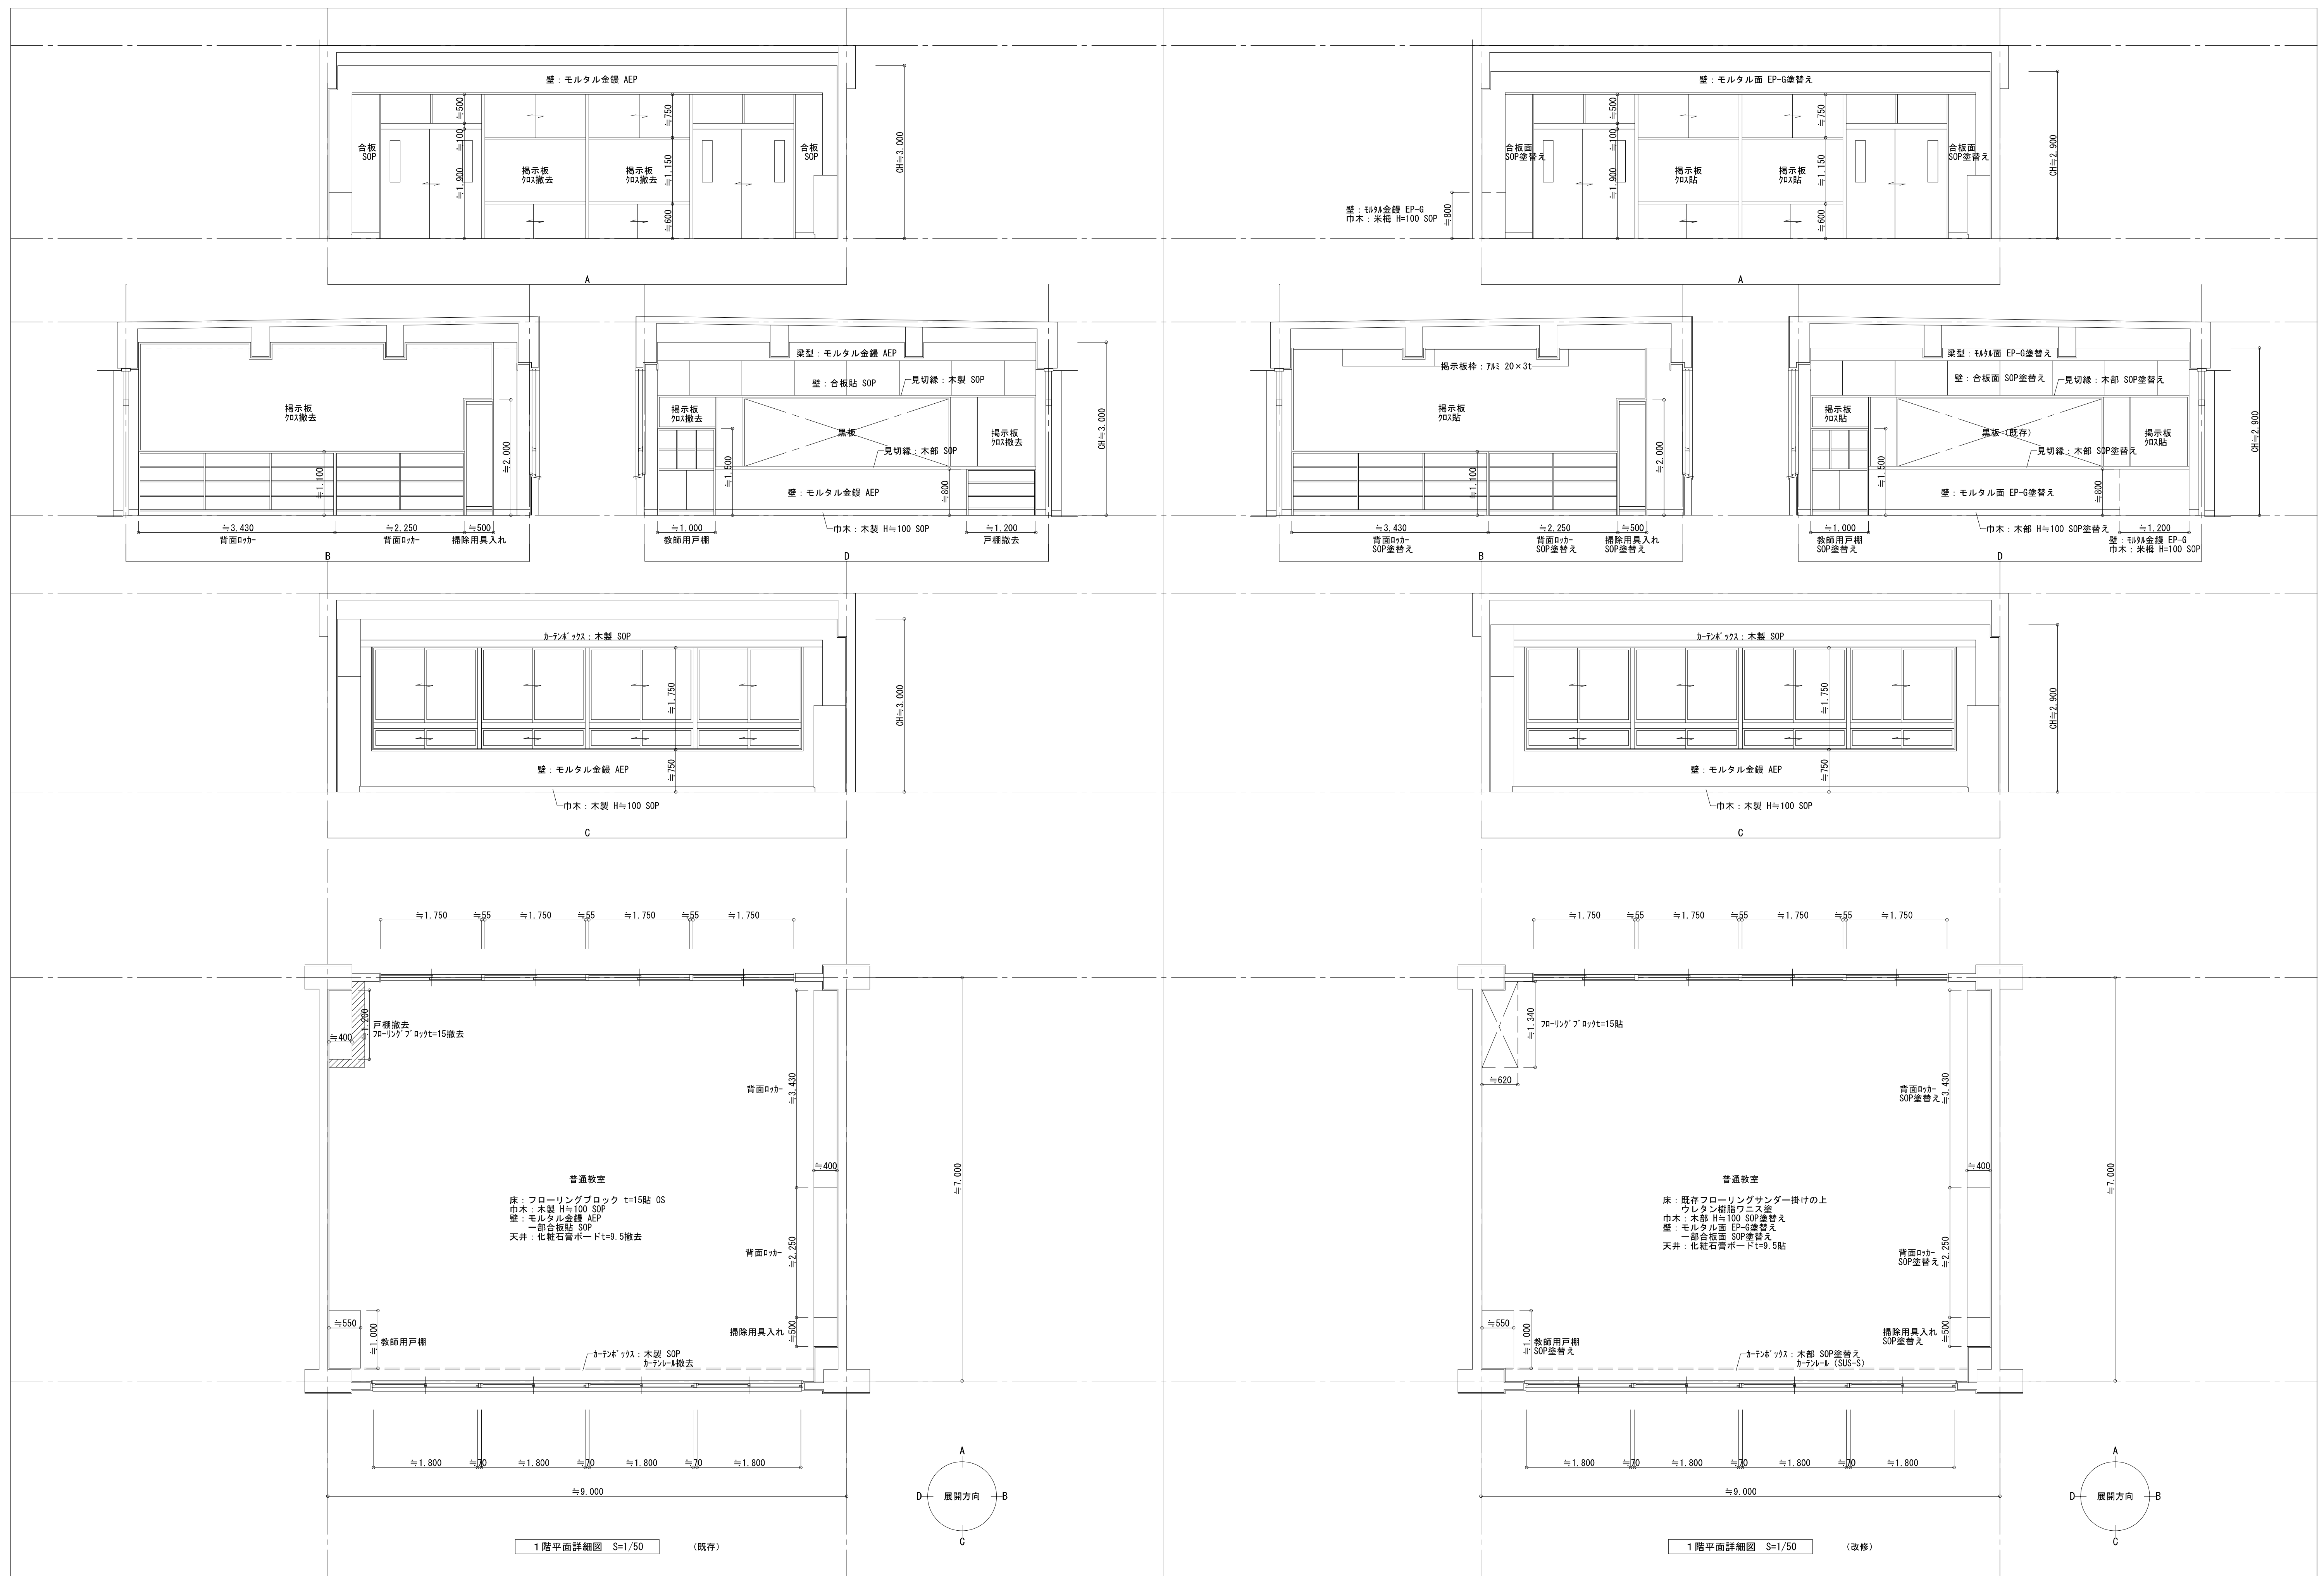 壁：モルタル金鏝 AEP
≒500
≒750
≒100
CH≒3.000
合板
SOP
合板
SOP
掲示板
ｸﾛｽ撤去
掲示板
ｸﾛｽ撤去
≒1.900
≒1.150
≒600
A
梁型：モルタル金鏝 AEP
壁：合板貼 SOP
見切縁：木製 SOP
掲示板
ｸﾛｽ撤去
掲示板
ｸﾛｽ撤去
黒板
掲示板
ｸﾛｽ撤去
見切縁：木部 SOP
CH≒3.000
≒2.000
≒1.100
≒1.500
≒800
壁：モルタル金鏝 AEP
≒3.430
≒2.250
≒500
背面ﾛｯｶｰ
背面ﾛｯｶｰ
掃除用具入れ
≒1.000
教師用戸棚
巾木：木製 H≒100 SOP
≒1.200
戸棚撤去
B
D
ｶｰﾃﾝﾎﾞｯｸｽ：木製 SOP
≒1.750
CH≒3.000
壁：モルタル金鏝 AEP
≒750
巾木：木製 H≒100 SOP
C
≒1.750
≒55
≒1.750
≒55
≒1.750
≒55
≒1.750
≒1.200
戸棚撤去
ﾌﾛｰﾘﾝｸﾞﾌﾞﾛｯｸt=15撤去
≒400
背面ﾛｯｶｰ
≒3.430
≒400
≒7.000
普通教室
床：フローリングブロック t=15貼 OS
巾木：木製 H≒100 SOP
壁：モルタル金鏝 AEP
一部合板貼 SOP
天井：化粧石膏ボードt=9.5撤去
背面ﾛｯｶｰ
≒2.250
≒550
≒1.000
教師用戸棚
掃除用具入れ
≒500
ｶｰﾃﾝﾎﾞｯｸｽ：木製 SOP
ｶｰﾃﾝﾚｰﾙ撤去
≒1.800
≒70
≒1.800
≒70
≒1.800
≒70
≒1.800
≒9.000
A
D
展開方向
B
C
１階平面詳細図 S=1/50
（既存）
壁：モルタル面 EP-G塗替え
≒500
≒750
≒100
CH≒2.900
合板面
SOP塗替え
合板面
SOP塗替え
掲示板
ｸﾛｽ貼
掲示板
ｸﾛｽ貼
≒1.900
≒1.150
≒600
壁：ﾓﾙﾀﾙ金鏝 EP-G
巾木：米栂 H=100 SOP
≒800
A
掲示板枠：ｱﾙﾐ 20×3t
梁型：ﾓﾙﾀﾙ面 EP-G塗替え
壁：合板面 SOP塗替え
見切縁：木部 SOP塗替え
掲示板
ｸﾛｽ貼
掲示板
ｸﾛｽ貼
黒板（既存）
掲示板
ｸﾛｽ貼
見切縁：木部 SOP塗替え
CH≒2.900
≒2.000
≒1.100
≒1.500
≒800
壁：モルタル面 EP-G塗替え
≒3.430
≒2.250
≒500
背面ﾛｯｶｰ
SOP塗替え
背面ﾛｯｶｰ
SOP塗替え
掃除用具入れ
SOP塗替え
≒1.000
教師用戸棚
SOP塗替え
巾木：木部 H≒100 SOP塗替え
≒1.200
壁：ﾓﾙﾀﾙ金鏝 EP-G
巾木：米栂 H=100 SOP
B
D
ｶｰﾃﾝﾎﾞｯｸｽ：木製 SOP
≒1.750
CH≒2.900
壁：モルタル金鏝 AEP
≒750
巾木：木製 H≒100 SOP
C
≒1.750
≒55
≒1.750
≒55
≒1.750
≒55
≒1.750
≒1.340
ﾌﾛｰﾘﾝｸﾞﾌﾞﾛｯｸt=15貼
≒620
背面ﾛｯｶｰ
SOP塗替え
≒3.430
≒400
≒7.000
普通教室
床：既存フローリングサンダー掛けの上
ウレタン樹脂ワニス塗
巾木：木部 H≒100 SOP塗替え
壁：モルタル面 EP-G塗替え
一部合板面 SOP塗替え
天井：化粧石膏ボードt=9.5貼
背面ﾛｯｶｰ
SOP塗替え
≒2.250
≒550
≒1.000
教師用戸棚
SOP塗替え
掃除用具入れ
SOP塗替え
≒500
ｶｰﾃﾝﾎﾞｯｸｽ：木部 SOP塗替え
ｶｰﾃﾝﾚｰﾙ（SUS-S）
≒1.800
≒70
≒1.800
≒70
≒1.800
≒70
≒1.800
≒9.000
A
D
展開方向
B
C
１階平面詳細図 S=1/50
（改修）